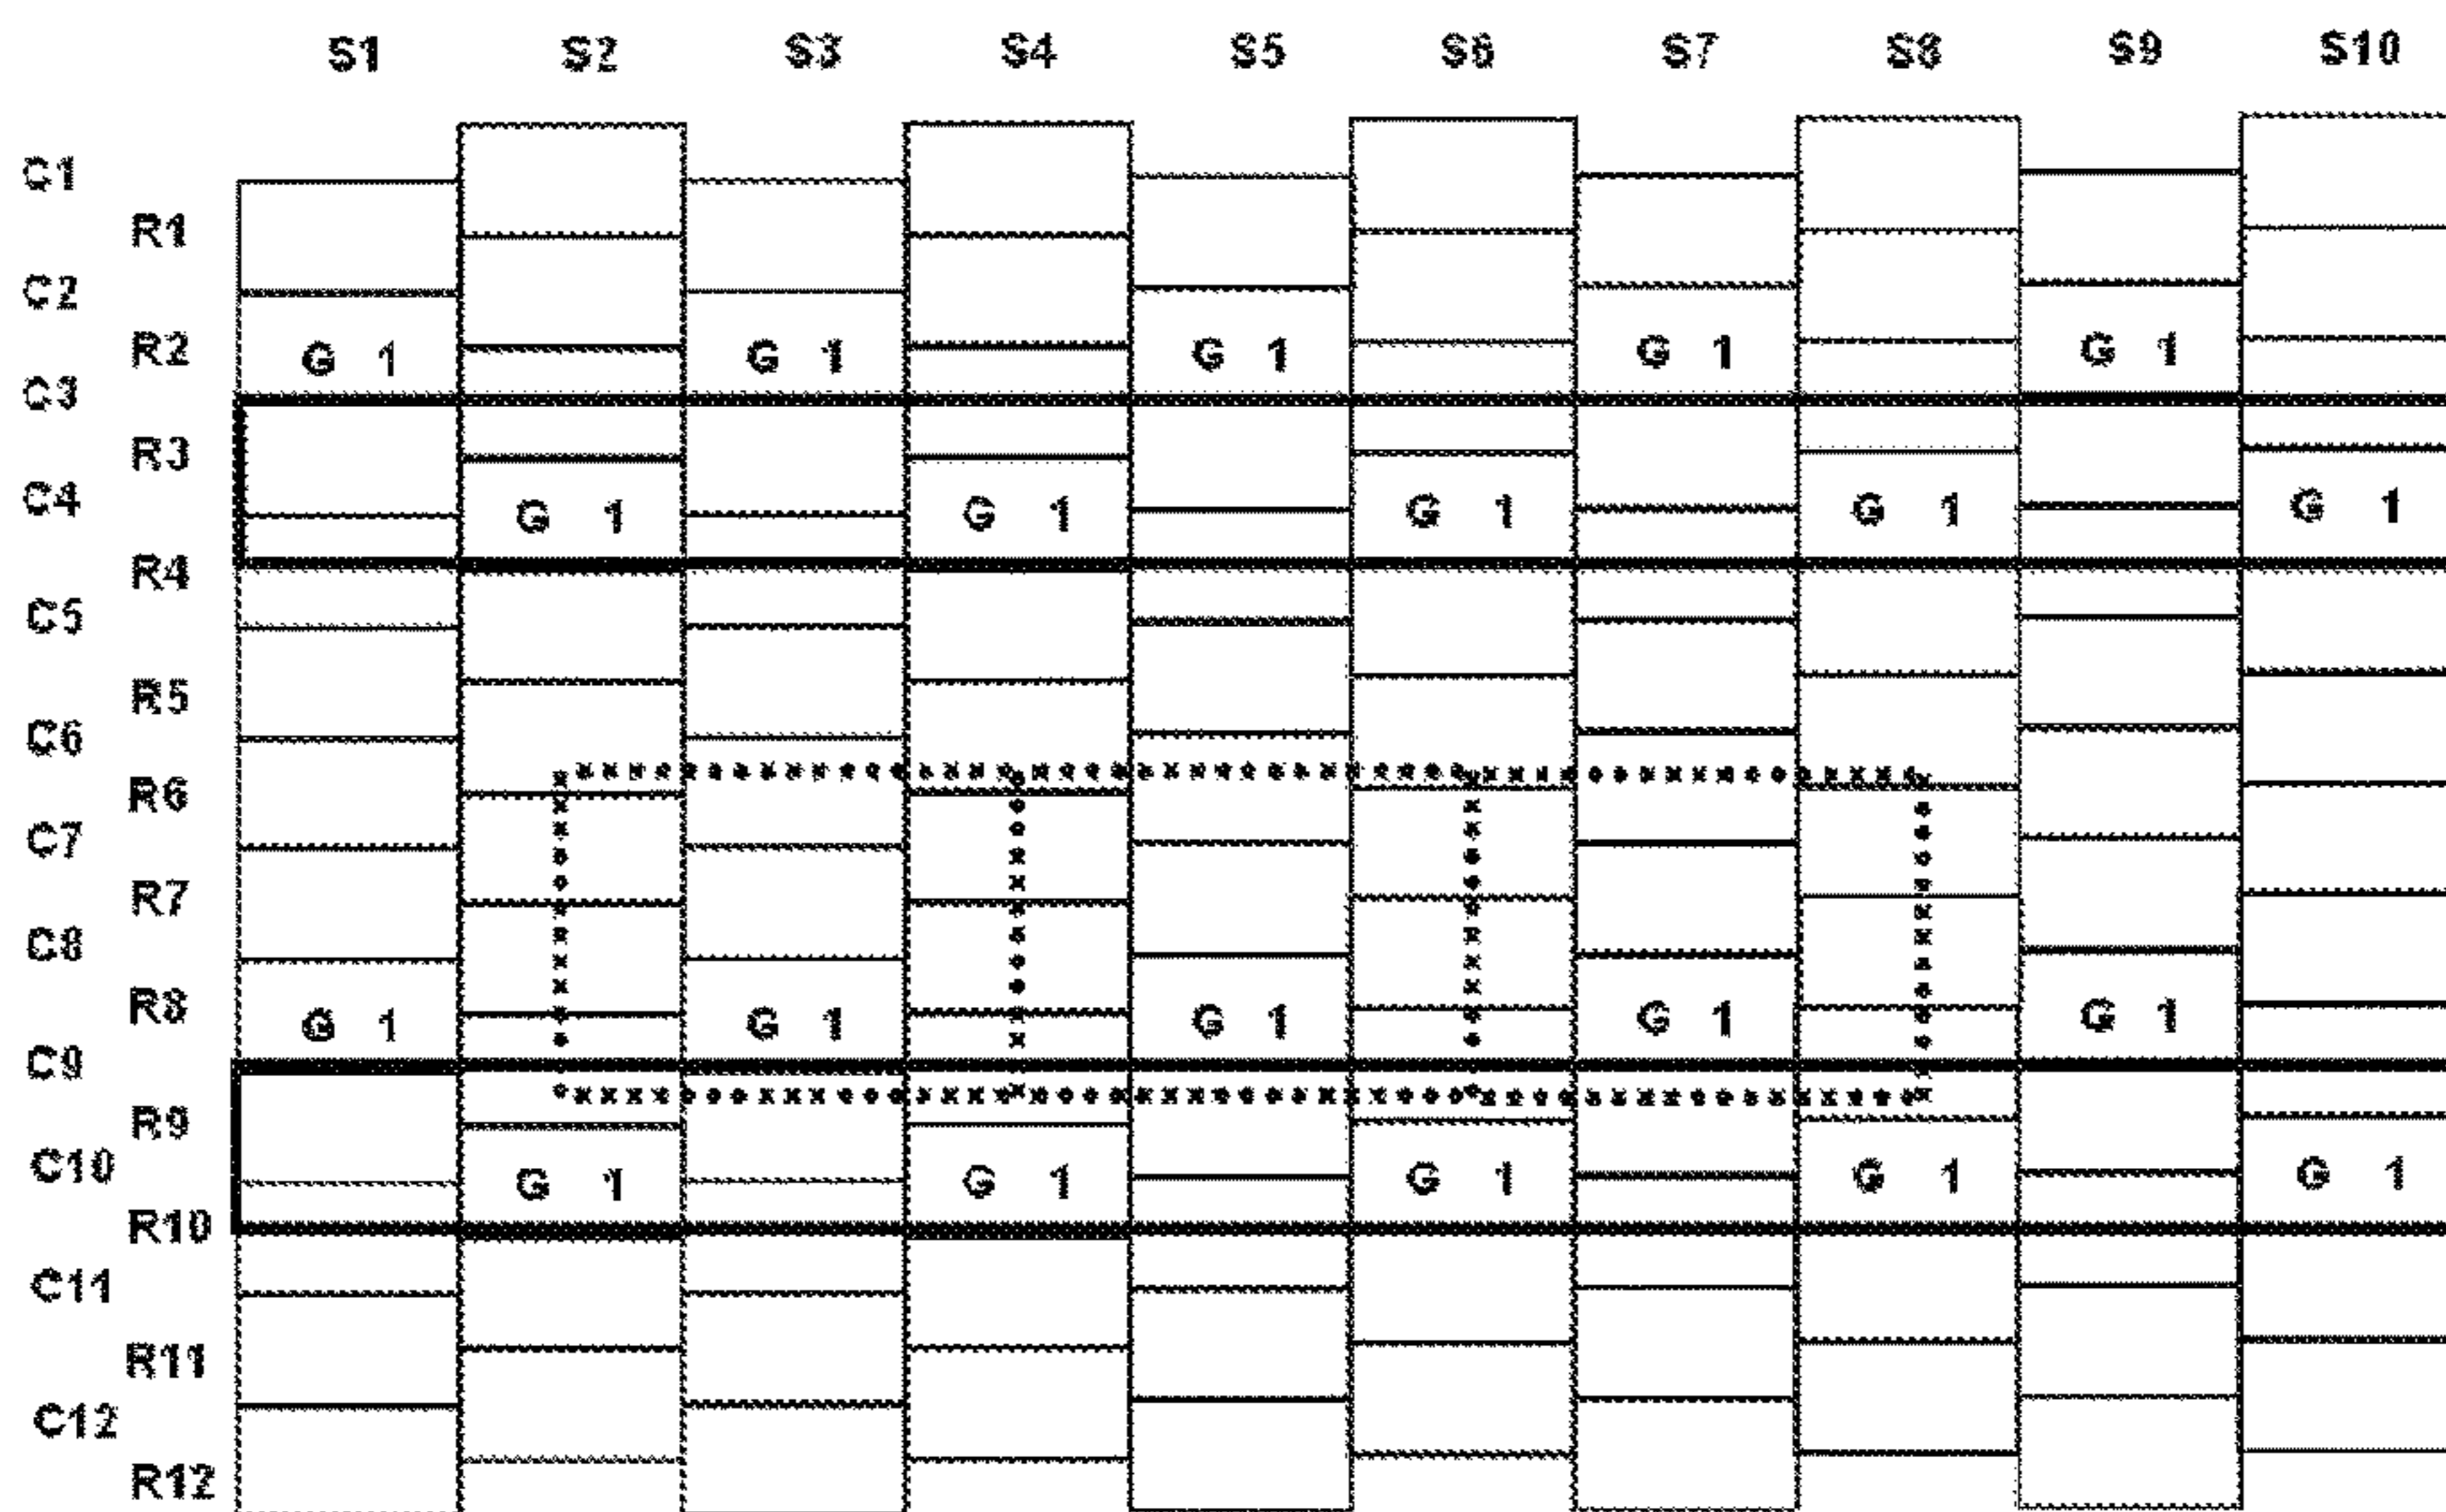 S1 S2 S3 S4 S5 S6 S7 S8 S9 S10
C1
R1
C2
R2 G 1 G 1 G 1 G 1 G 1
C3
R3
C4 G 1 G 1 G 1 G 1 G 1
R4
C5
R5
C6
R6
C7
R7
C8
R8 G 1 G 1 G 1 G 1 G 1
C9
R9
C10 G 1 G 1 G 1 G 1 G 1
R10
C11
R11
C12
R12